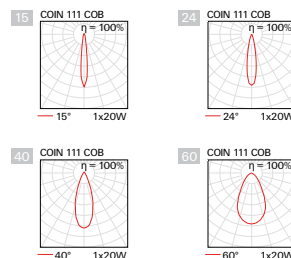 15 COIN 111 COB
η = 100%
15° 1x20W
24 COIN 111 COB
η = 100%
24° 1x20W
40 COIN 111 COB
η = 100%
40° 1x20W
60 COIN 111 COB
η = 100%
60° 1x20W